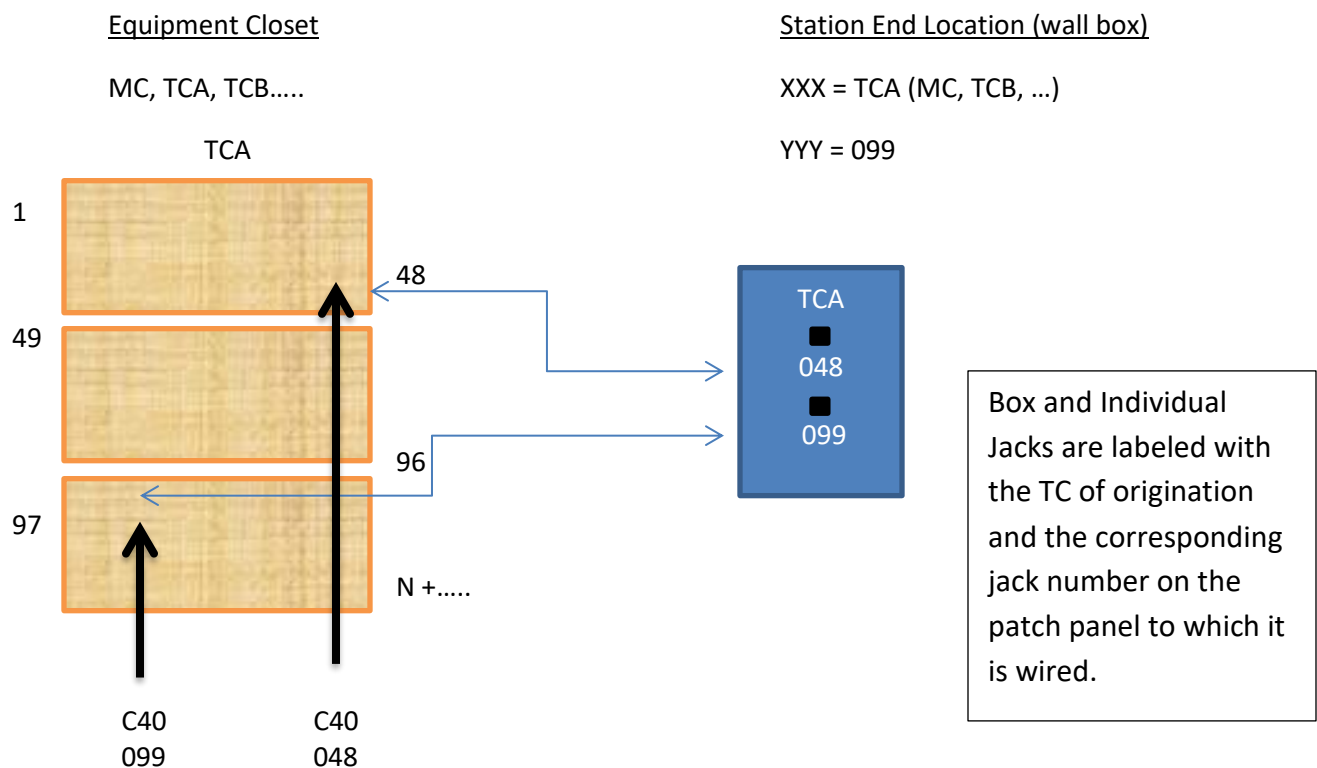 Equipment Closet
MC, TCA, TCB…..
TCA
1
48
49
96
97
N +…..
C40
099
C40
048
Station End Location (wall box)
XXX = TCA (MC, TCB, …)
YYY = 099
TCA
048
099
Box and Individual
Jacks are labeled with
the TC of origination
and the corresponding
jack number on the
patch panel to which it
is wired.